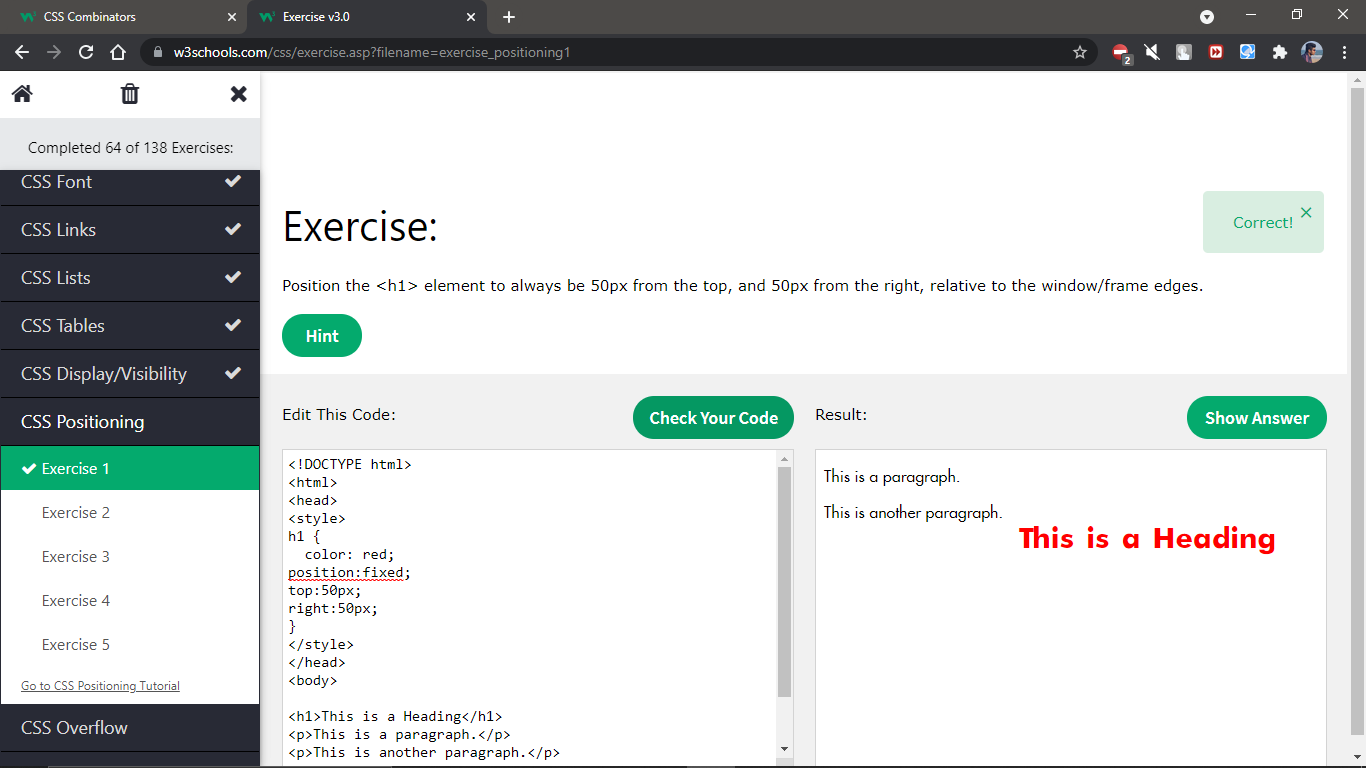 CSS Combinators
Exercise v3.0
w3schools.com/css/exercise.asp?filename=exercise_positioning1
2
Completed 64 of 138 Exercises:
CSS Font
CSS Links
CSS Lists
CSS Tables
CSS Display/Visibility
CSS Positioning
Exercise 1
Exercise 2
Exercise 3
Exercise 4
Exercise 5
Go to CSS Positioning Tutorial
CSS Overflow
Exercise:
Correct!
Position the <h1> element to always be 50px from the top, and 50px from the right, relative to the window/frame edges.
Hint
Edit This Code:
Check Your Code
<!DOCTYPE html>
<html>
<head>
<style>
h1 {
  color: red;
position:fixed;
top:50px;
right:50px;
}
</style>
</head>
<body>
<h1>This is a Heading</h1>
<p>This is a paragraph.</p>
<p>This is another paragraph.</p>
Result:
Show Answer
This is a paragraph.
This is another paragraph.
This is a Heading